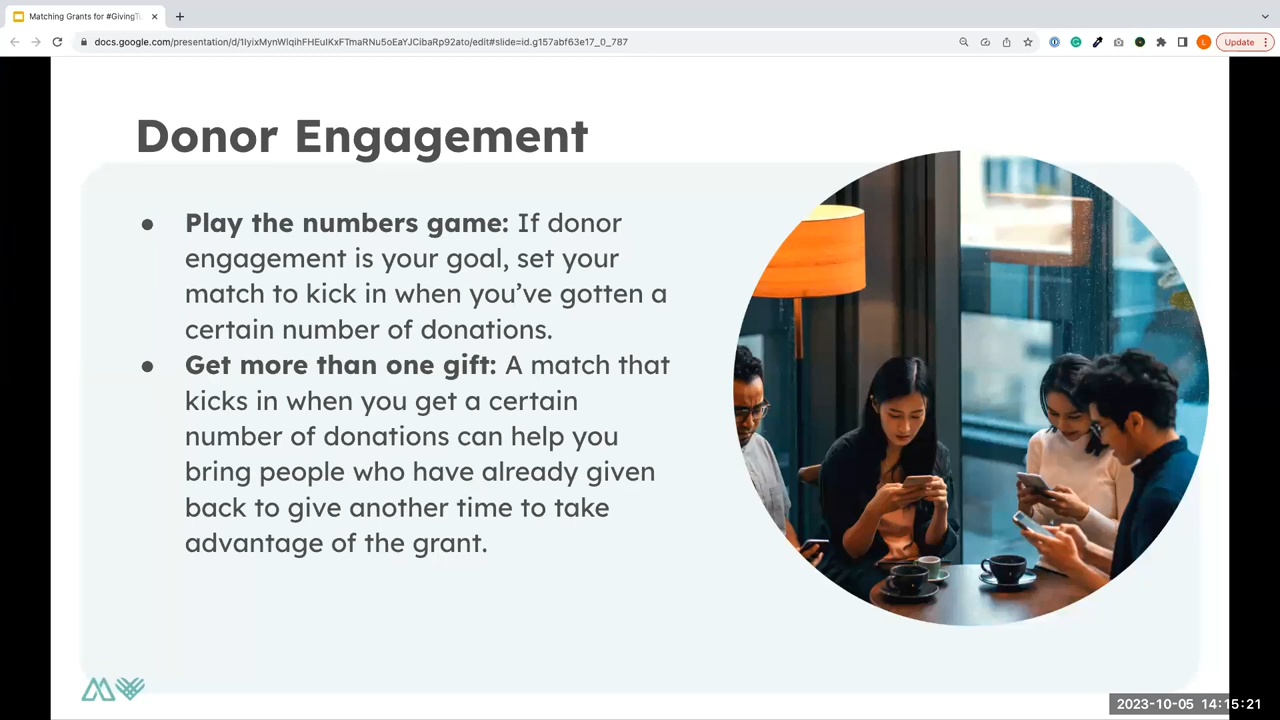 Matching Grants for #GivingTu
docs.google.com/presentation/d/1IyixMynWlqihFHEuIKxFTmaRNu5oEaYJCibaRp92ato/edit#slide=id.g157abf63e17_0_787
L
Update
Donor Engagement
● Play the numbers game: If donor
engagement is your goal, set your
match to kick in when you’ve gotten a
certain number of donations.
● Get more than one gift: A match that
kicks in when you get a certain
number of donations can help you
bring people who have already given
back to give another time to take
advantage of the grant.
2023-10-05 14:15:21